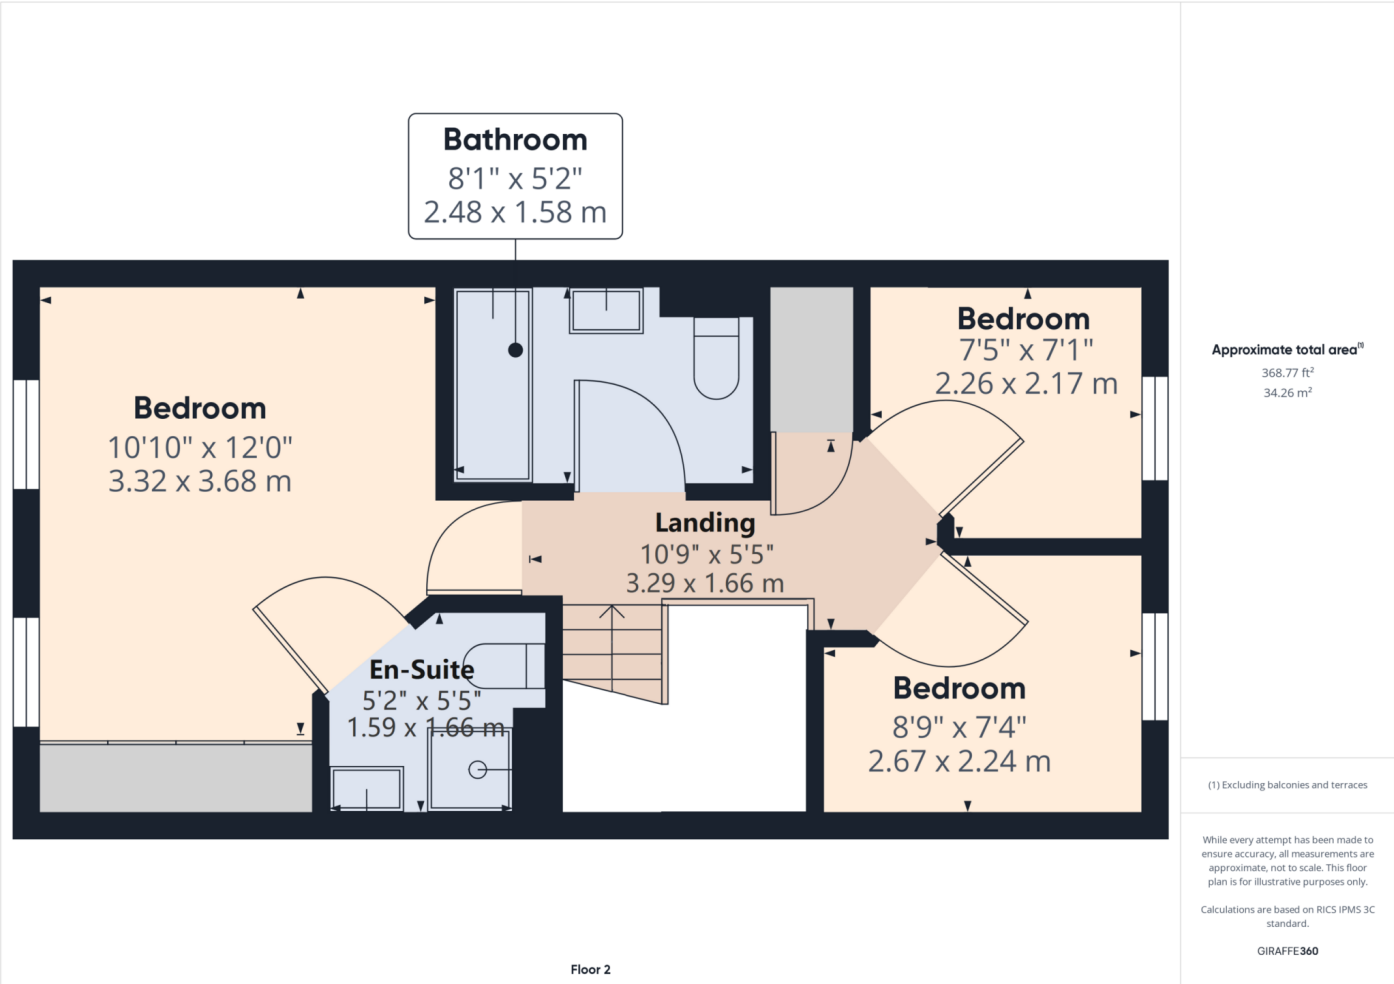 Bathroom
8'1" x 5'2"
2.48 x 1.58 m
Bedroom
7'5" x 7'1"
2.26 x 2.17 m
Bedroom
10'10" x 12'0"
3.32 x 3.68 m
Landing
10'9" x 5'5"
3.29 x 1.66 m
En-Suite
5'2" x 5'5"
1.59 x 1.66 m
Bedroom
8'9" x 7'4"
2.67 x 2.24 m
Floor 2
Approximate total area(1)
368.77 ft²
34.26 m²
(1) Excluding balconies and terraces
While every attempt has been made to
ensure accuracy, all measurements are
approximate, not to scale. This floor
plan is for illustrative purposes only.
Calculations are based on RICS IPMS 3C
standard.
GIRAFFE360